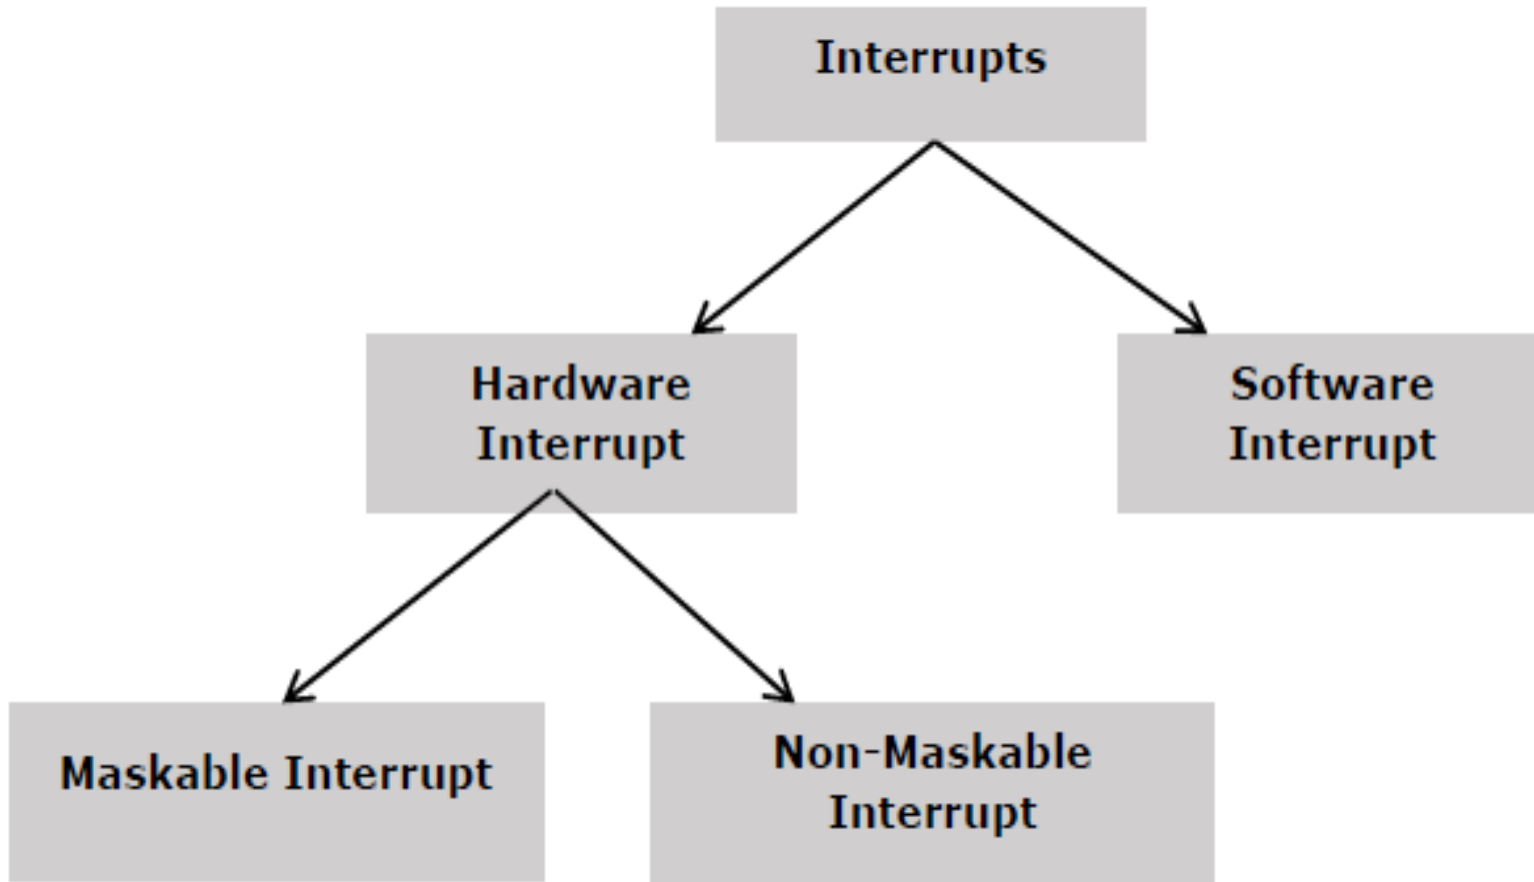 Interrupts
Hardware
Interrupt
Software
Interrupt
Maskable Interrupt
Non-Maskable
Interrupt